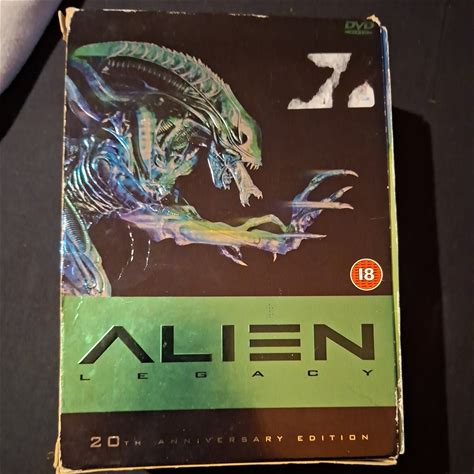 DVD
18
ALIEN
LEGACY
20TH ANNIVERSARY EDITION